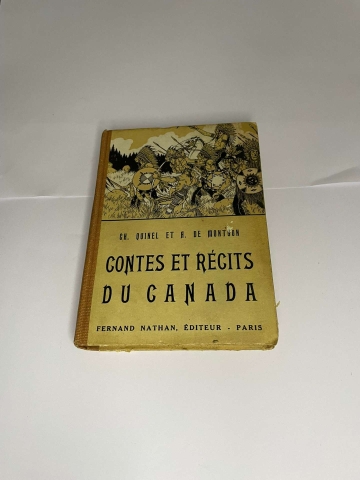 CH. QUINEL ET A. DE MONTGON
CONTES ET RÉCITS
DU CANADA
FERNAND NATHAN, ÉDITEUR - PARIS